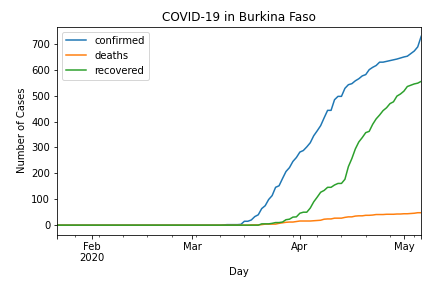 COVID-19 in Burkina Faso
confirmed
deaths
recovered
Number of Cases
700
600
500
400
300
200
100
0
Feb
2020
Mar
Apr
May
Day